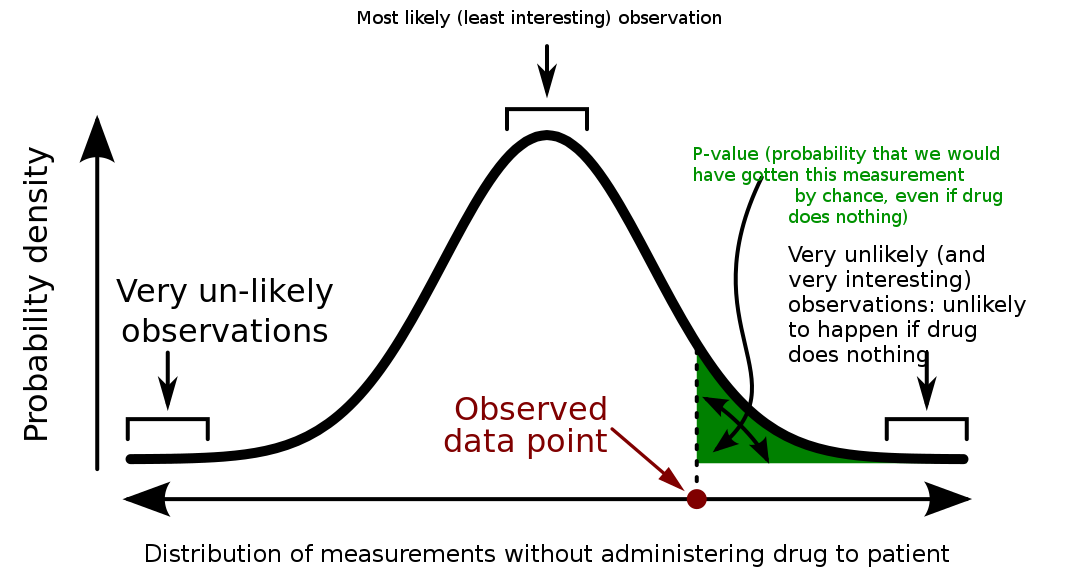 Most likely (least interesting) observation
Probability density
P-value (probability that we would
have gotten this measurement
by chance, even if drug
does nothing)
Very unlikely (and
very interesting)
observations: unlikely
to happen if drug
does nothing
Very un-likely
observations
Observed
data point
Distribution of measurements without administering drug to patient